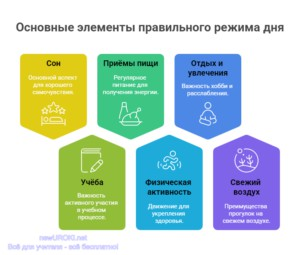 Основные элементы правильного режима дня
Сон
Основной аспект
для хорошего
самочувствия.
Приёмы пищи
Регулярное
питание для
получения энергии.
Отдых и
увлечения
Важность хобби и
расслабления.
Учёба
Важность
активного участия
в учебном
процессе.
Физическая
активность
Движение для
укрепления
здоровья.
Свежий
воздух
Преимущества
прогулок на
свежем воздухе.
newUROKI.net
Всё для учителя - всё бесплатно!